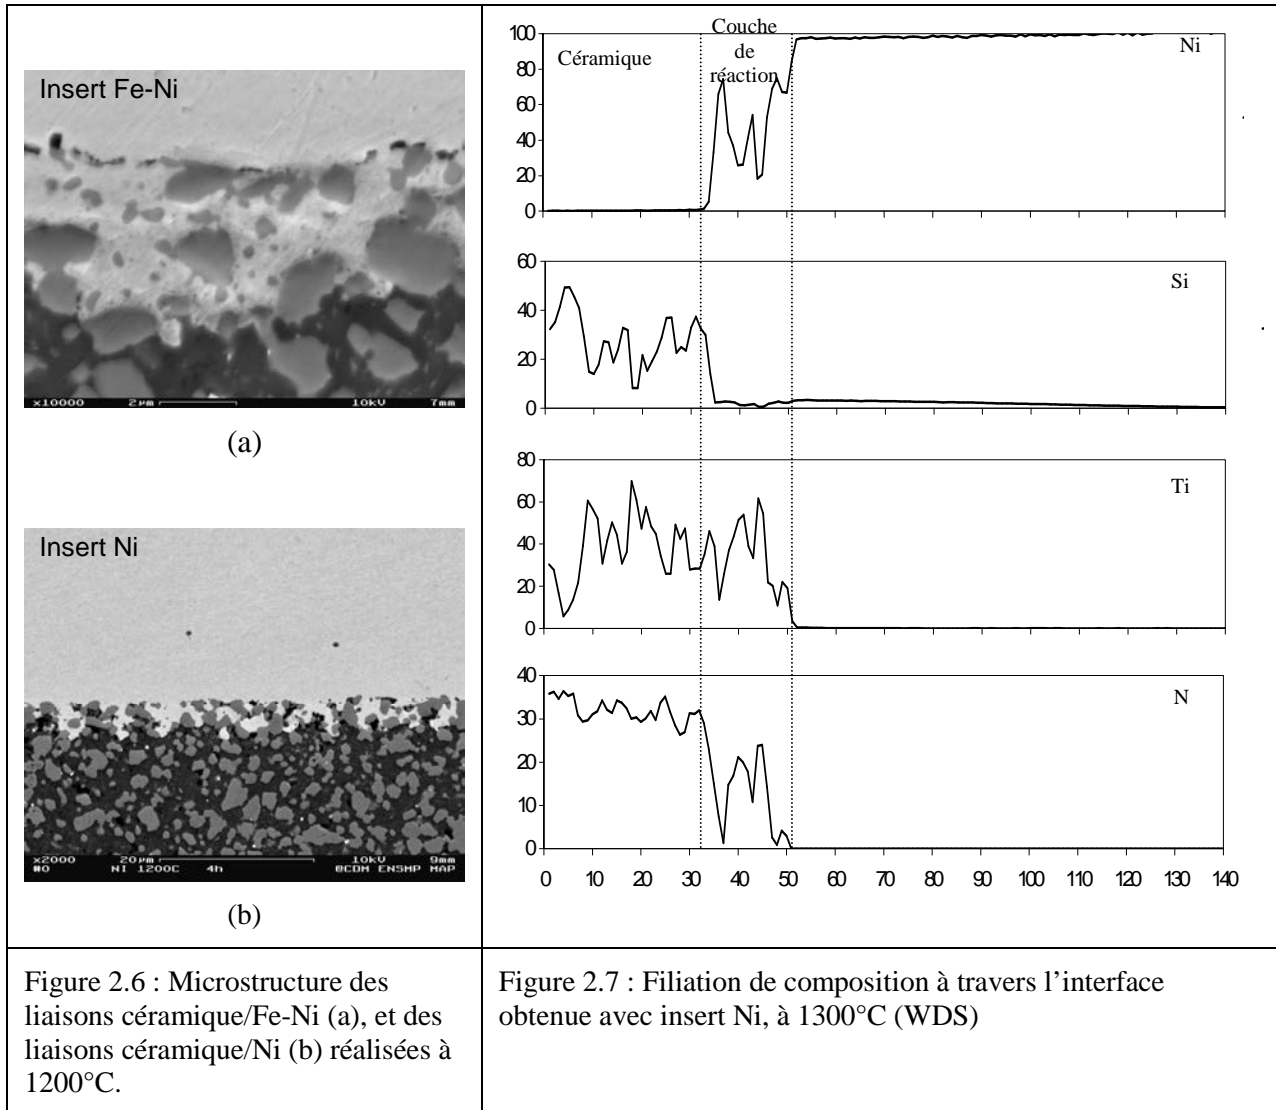 Insert Fe-Ni
x10000 2µm 10kV 7mm
(a)
Insert Ni
x2000 20µm 10kV 9mm
#0 NI 1200C 4h @CDM ENSMP MAP
(b)
Céramique
Couche
de
réaction
Ni
100
80
60
40
20
0
Si
60
40
20
0
Ti
80
60
40
20
0
N
40
30
20
10
0
0 10 20 30 40 50 60 70 80 90 100 110 120 130 140
Figure 2.6 : Microstructure des
liaisons céramique/Fe-Ni (a), et des
liaisons céramique/Ni (b) réalisées à
1200°C.
Figure 2.7 : Filiation de composition à travers l’interface
obtenue avec insert Ni, à 1300°C (WDS)